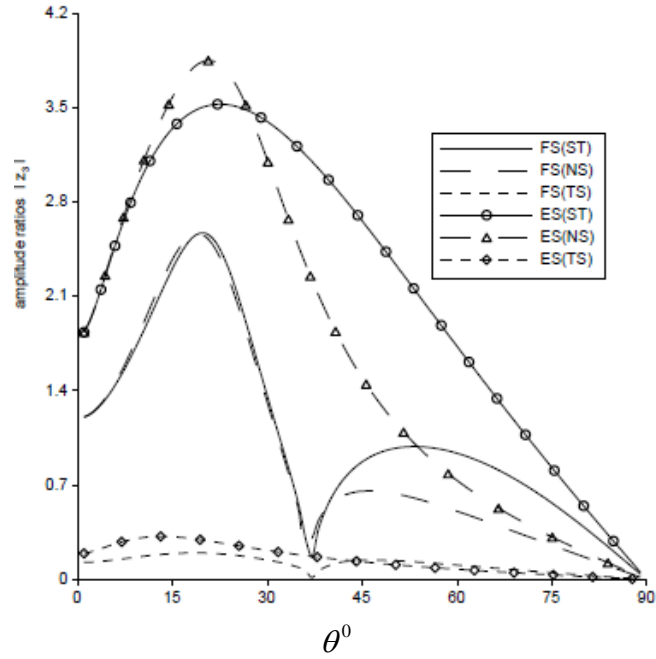 4.2
3.5
2.8
2.1
1.4
0.7
0
amplitude ratios |z₃|
FS(ST)
FS(NS)
FS(TS)
ES(ST)
ES(NS)
ES(TS)
0 15 30 45 60 75 90
θ⁰